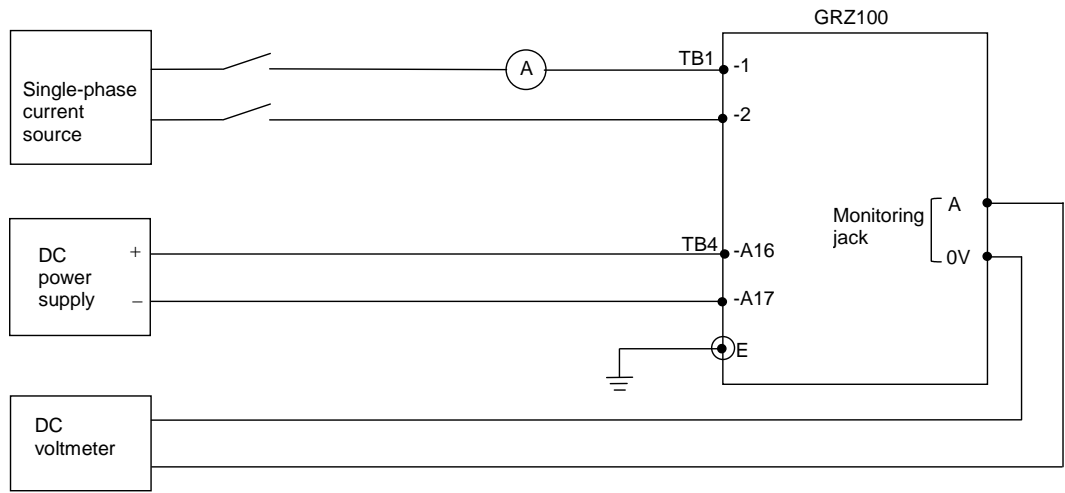 GRZ100
Single-phase
current
source
A
TB1
-1
-2
DC
power
supply
+
−
TB4
-A16
-A17
E
Monitoring
jack
A
0V
DC
voltmeter